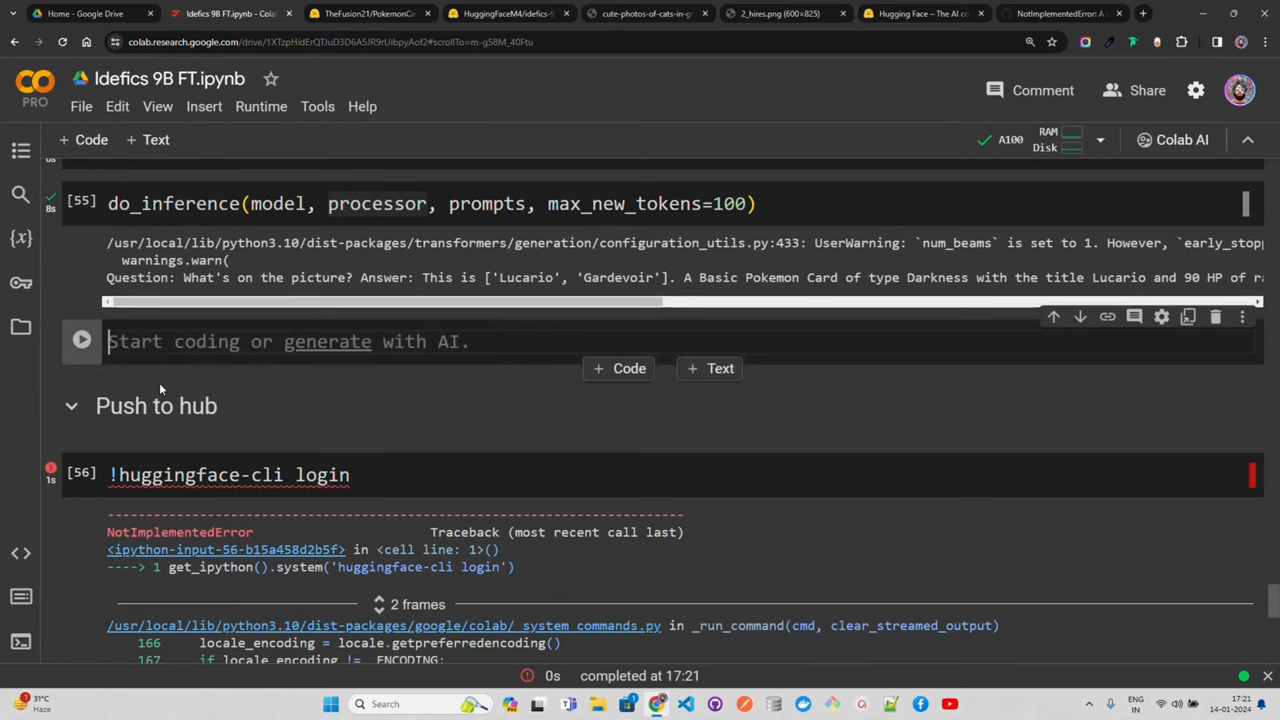 Home - Google Drive
Idefics 9B FT.ipynb - Colab
TheFusion21/PokemonCar
HuggingFaceM4/idefics-9
cute-photos-of-cats-in-g
2_hires.png (600×825)
Hugging Face – The AI co
NotImplementedError: A
colab.research.google.com/drive/1XTzpHidErQTJuD3D6A5JR9rUibpyAof2#scrollTo=m-g58M_40Ftu
CO
PRO
Idefics 9B FT.ipynb
File Edit View Insert Runtime Tools Help
Comment
Share
+ Code + Text
A100
RAM
Disk
Colab AI
[55]
8s
do_inference(model, processor, prompts, max_new_tokens=100)
/usr/local/lib/python3.10/dist-packages/transformers/generation/configuration_utils.py:433: UserWarning: `num_beams` is set to 1. However, `early_stopp
warnings.warn(
Question: What's on the picture? Answer: This is ['Lucario', 'Gardevoir']. A Basic Pokemon Card of type Darkness with the title Lucario and 90 HP of ra
Start coding or generate with AI.
+ Code + Text
Push to hub
[56]
1s
!huggingface-cli login
NotImplementedError Traceback (most recent call last)
<ipython-input-56-b15a458d2b5f> in <cell line: 1>()
----> 1 get_ipython().system('huggingface-cli login')
2 frames
/usr/local/lib/python3.10/dist-packages/google/colab/_system_commands.py in _run_command(cmd, clear_streamed_output)
166 locale_encoding = locale.getpreferredencoding()
167 if locale_encoding != _ENCODING:
0s completed at 17:21
31°C
Haze
Search
ENG
IN
17:21
14-01-2024